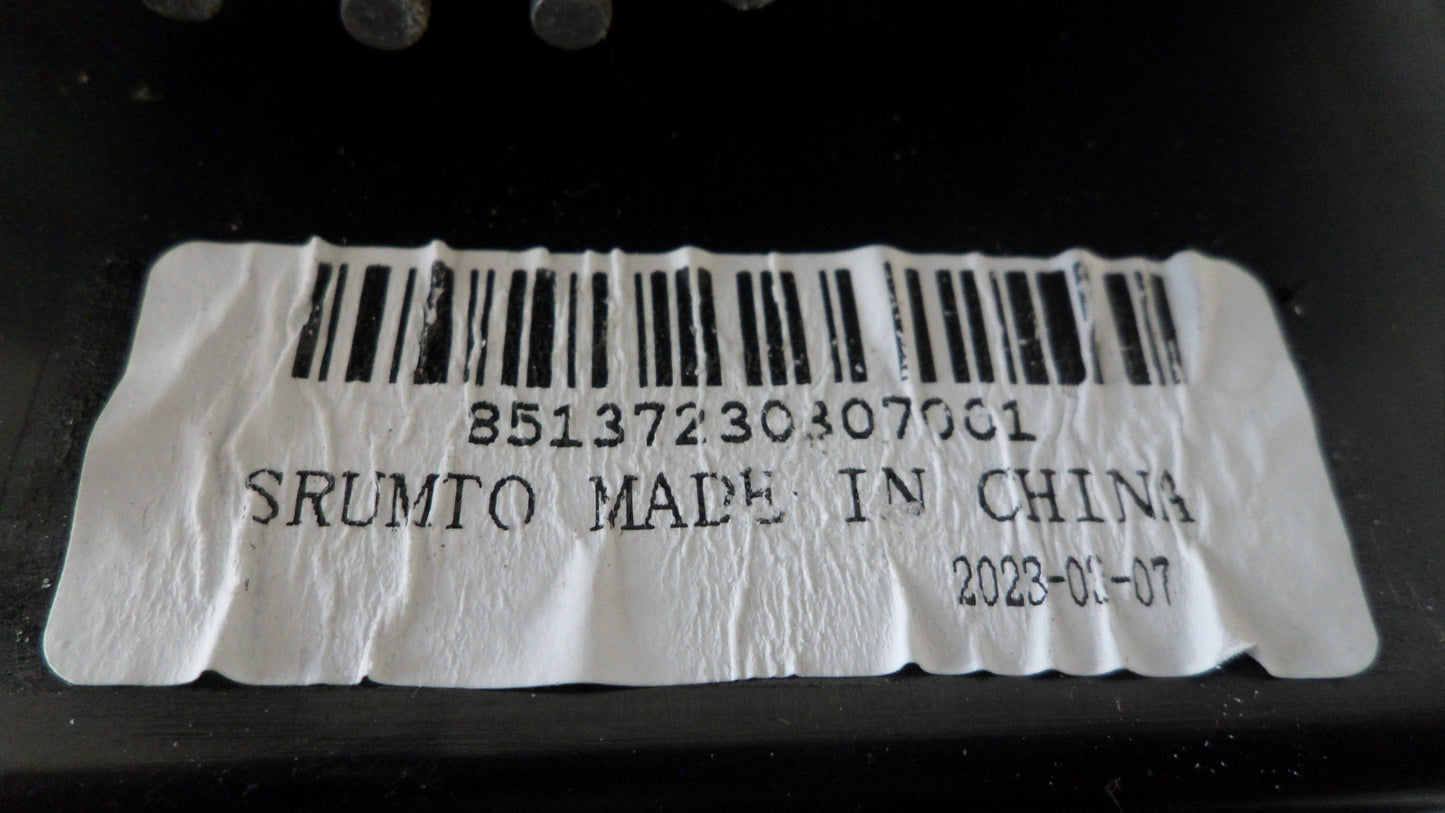 85137230307001
SRUMTO MADE IN CHINA
2023-03-07